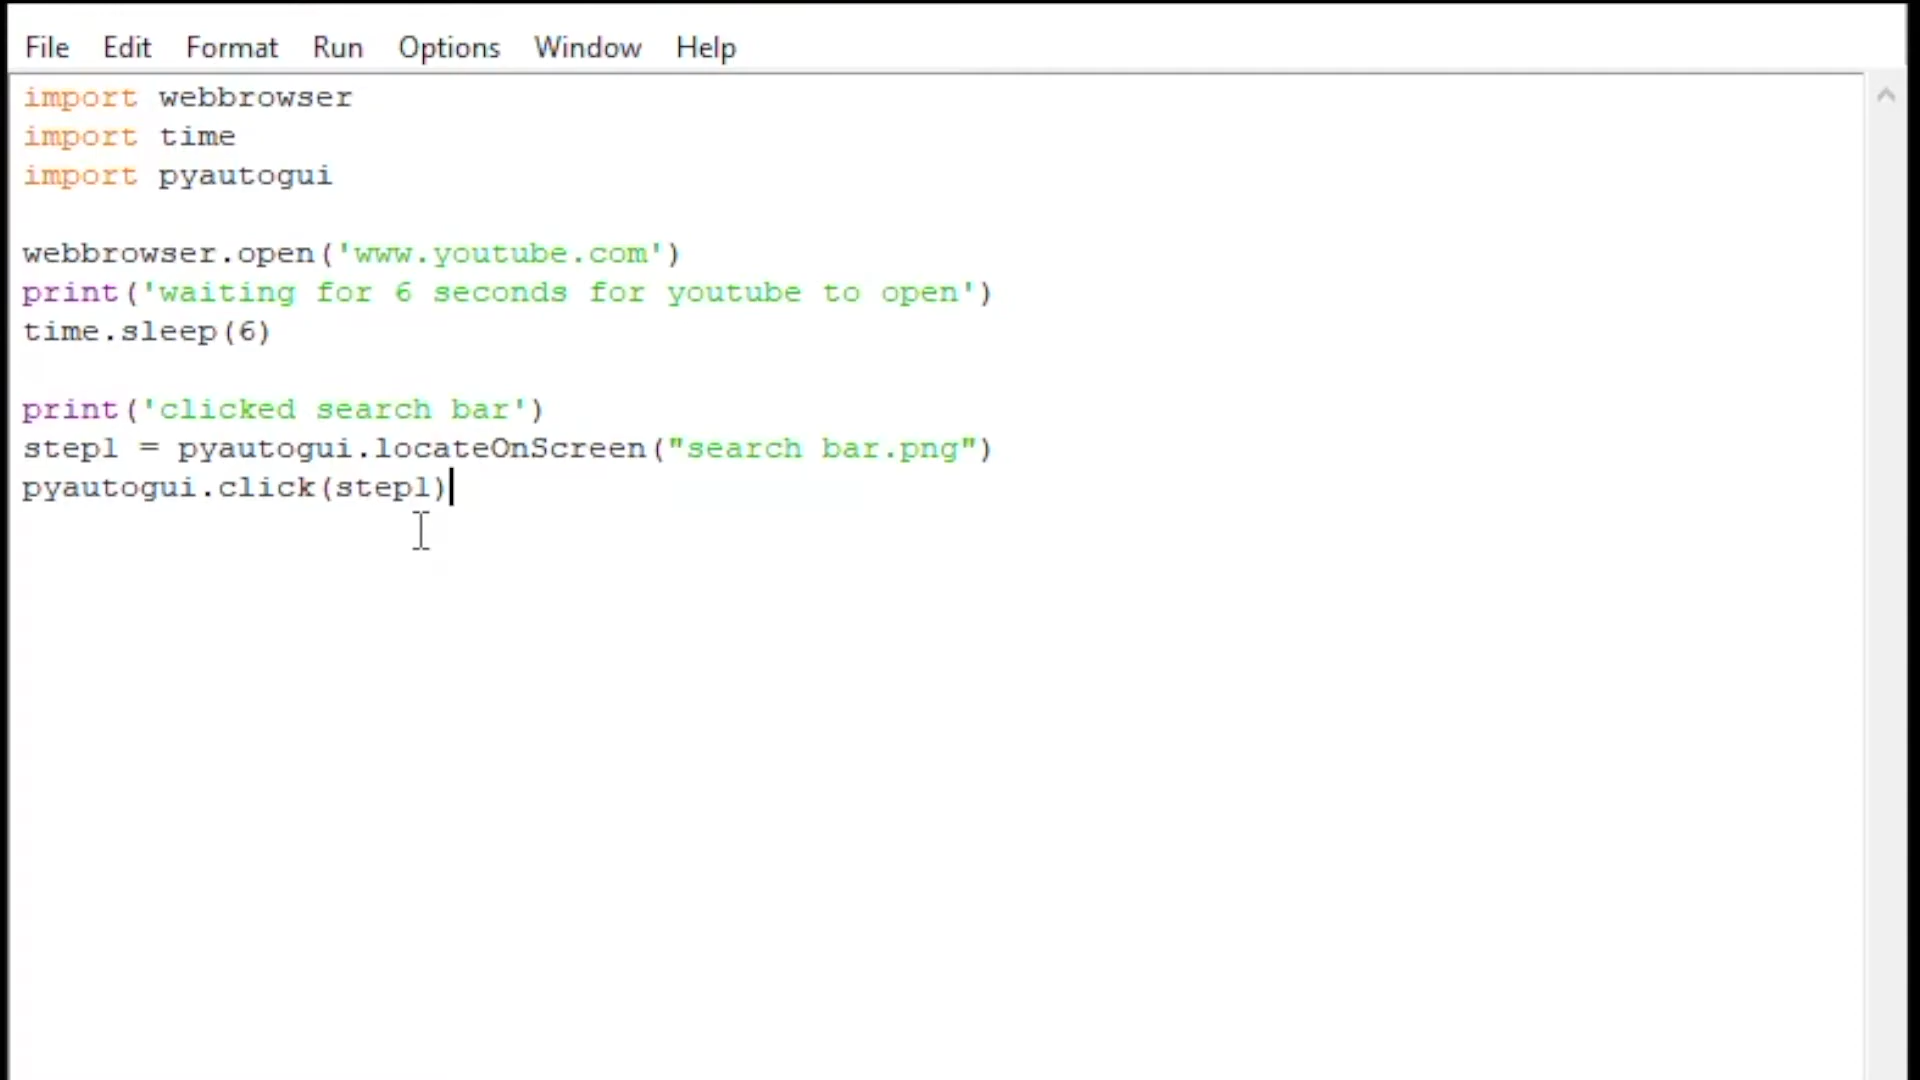 File Edit Format Run Options Window Help
import webbrowser
import time
import pyautogui
webbrowser.open('www.youtube.com')
print('waiting for 6 seconds for youtube to open')
time.sleep(6)
print('clicked search bar')
step1 = pyautogui.locateOnScreen("search bar.png")
pyautogui.click(step1)